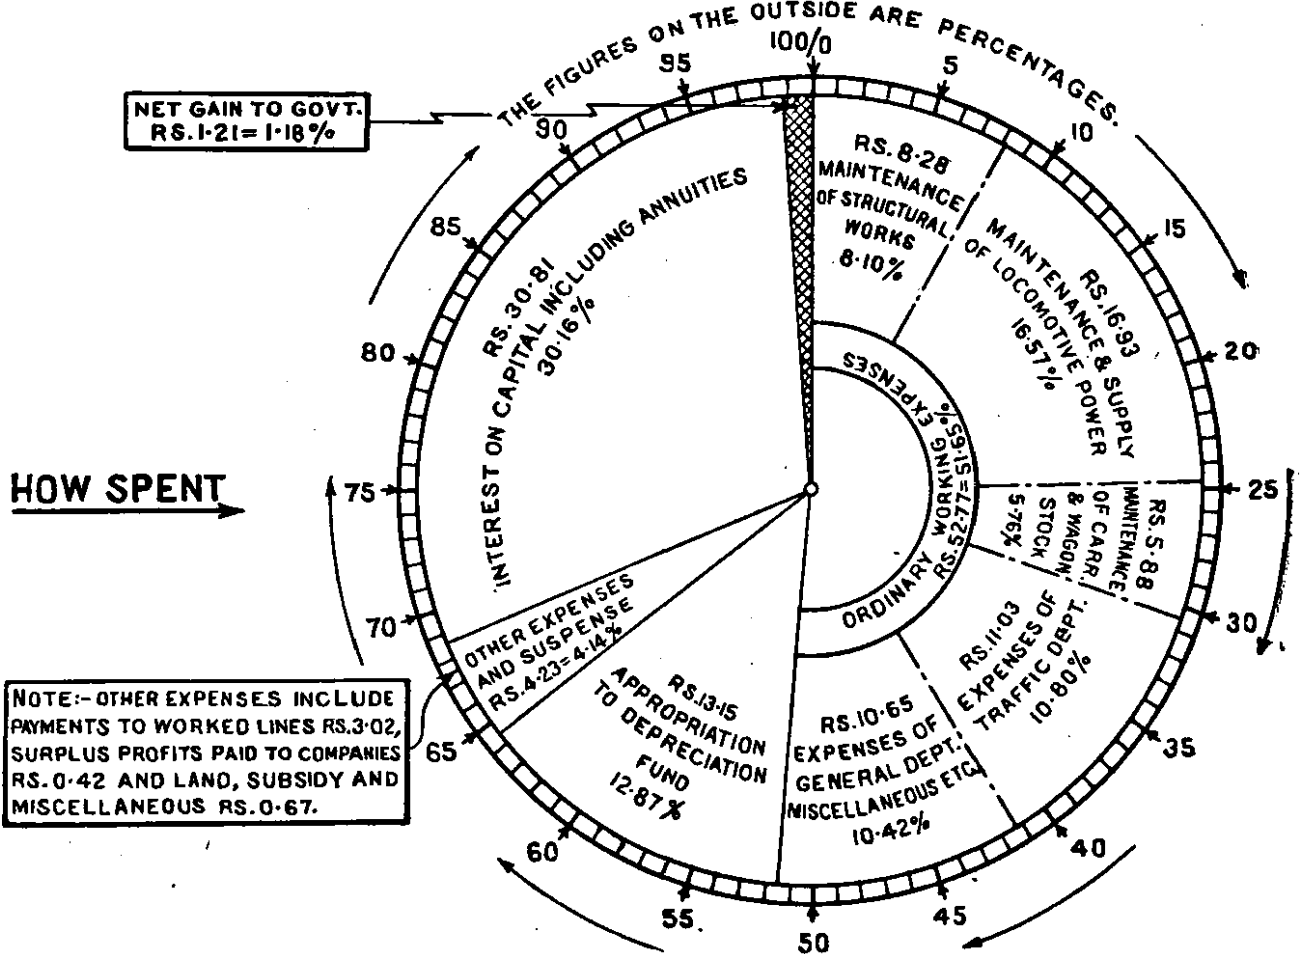 THE FIGURES ON THE OUTSIDE ARE PERCENTAGES.
100/0
5
10
15
20
25
30
35
40
45
50
55
60
65
70
75
80
85
90
95
NET GAIN TO GOVT.
RS.1·21=1·18%
RS. 8·28
MAINTENANCE
OF STRUCTURAL
WORKS
8·10%
RS.16·93
MAINTENANCE & SUPPLY
OF LOCOMOTIVE POWER
16·57%
RS.5·88
MAINTENANCE
OF CARR.
& WAGON
STOCK
5·76%
RS.11·03
EXPENSES OF
TRAFFIC DEPT.
10·80%
RS.10·65
EXPENSES OF
GENERAL DEPT.
MISCELLANEOUS ETC.
10·42%
ORDINARY WORKING EXPENSES
RS.52·77=51·65%
RS.13·15
APPROPRIATION
TO DEPRECIATION
FUND
12·87%
OTHER EXPENSES
AND SUSPENSE
RS.4·23=4·14%
RS. 30·81
INTEREST ON CAPITAL INCLUDING ANNUITIES
30·16%
HOW SPENT
NOTE:- OTHER EXPENSES INCLUDE
PAYMENTS TO WORKED LINES RS.3·02,
SURPLUS PROFITS PAID TO COMPANIES
RS.0·42 AND LAND, SUBSIDY AND
MISCELLANEOUS RS.0·67.